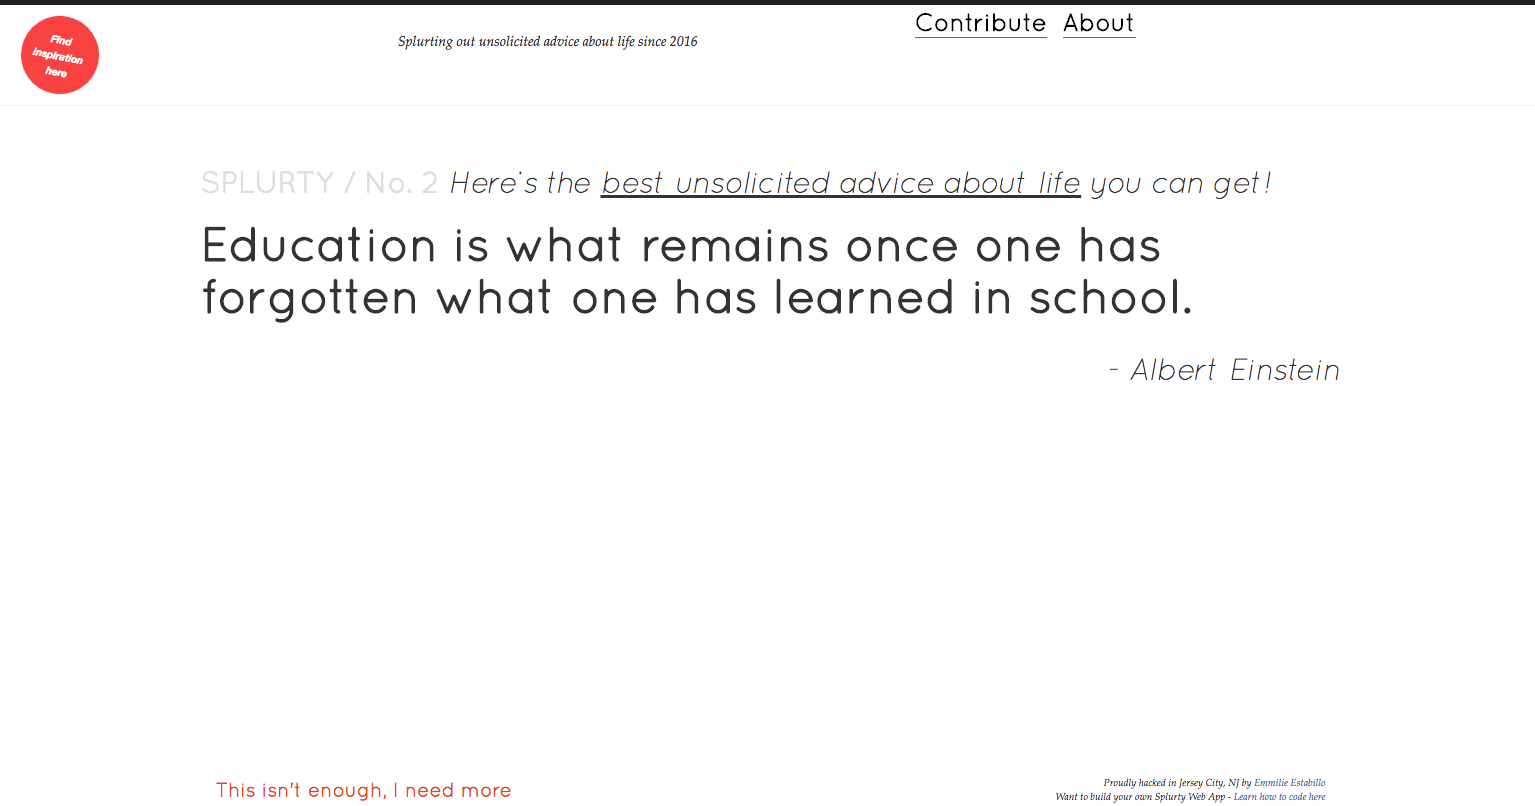 Find
Inspiration
here
Splurting out unsolicited advice about life since 2016
Contribute About
SPLURTY / No. 2 Here's the best unsolicited advice about life you can get!
Education is what remains once one has
forgotten what one has learned in school.
- Albert Einstein
This isn't enough, I need more
Proudly hacked in Jersey City, NJ by Emmilie Estabillo
Want to build your own Splurty Web App - Learn how to code here